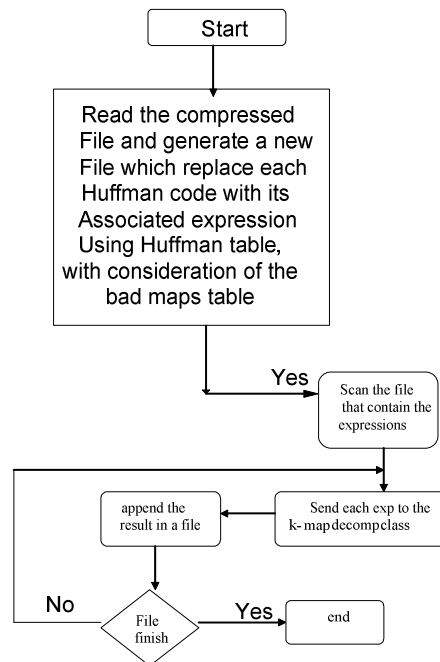 Start
Read the compressed
File and generate a new
File which replace each
Huffman code with its
Associated expression
Using Huffman table,
with consideration of the
bad maps table
Yes
Scan the file
that contain the
expressions
Send each exp to the
k-mapdecompclass
append the
result in a file
No
File
finish
Yes
end